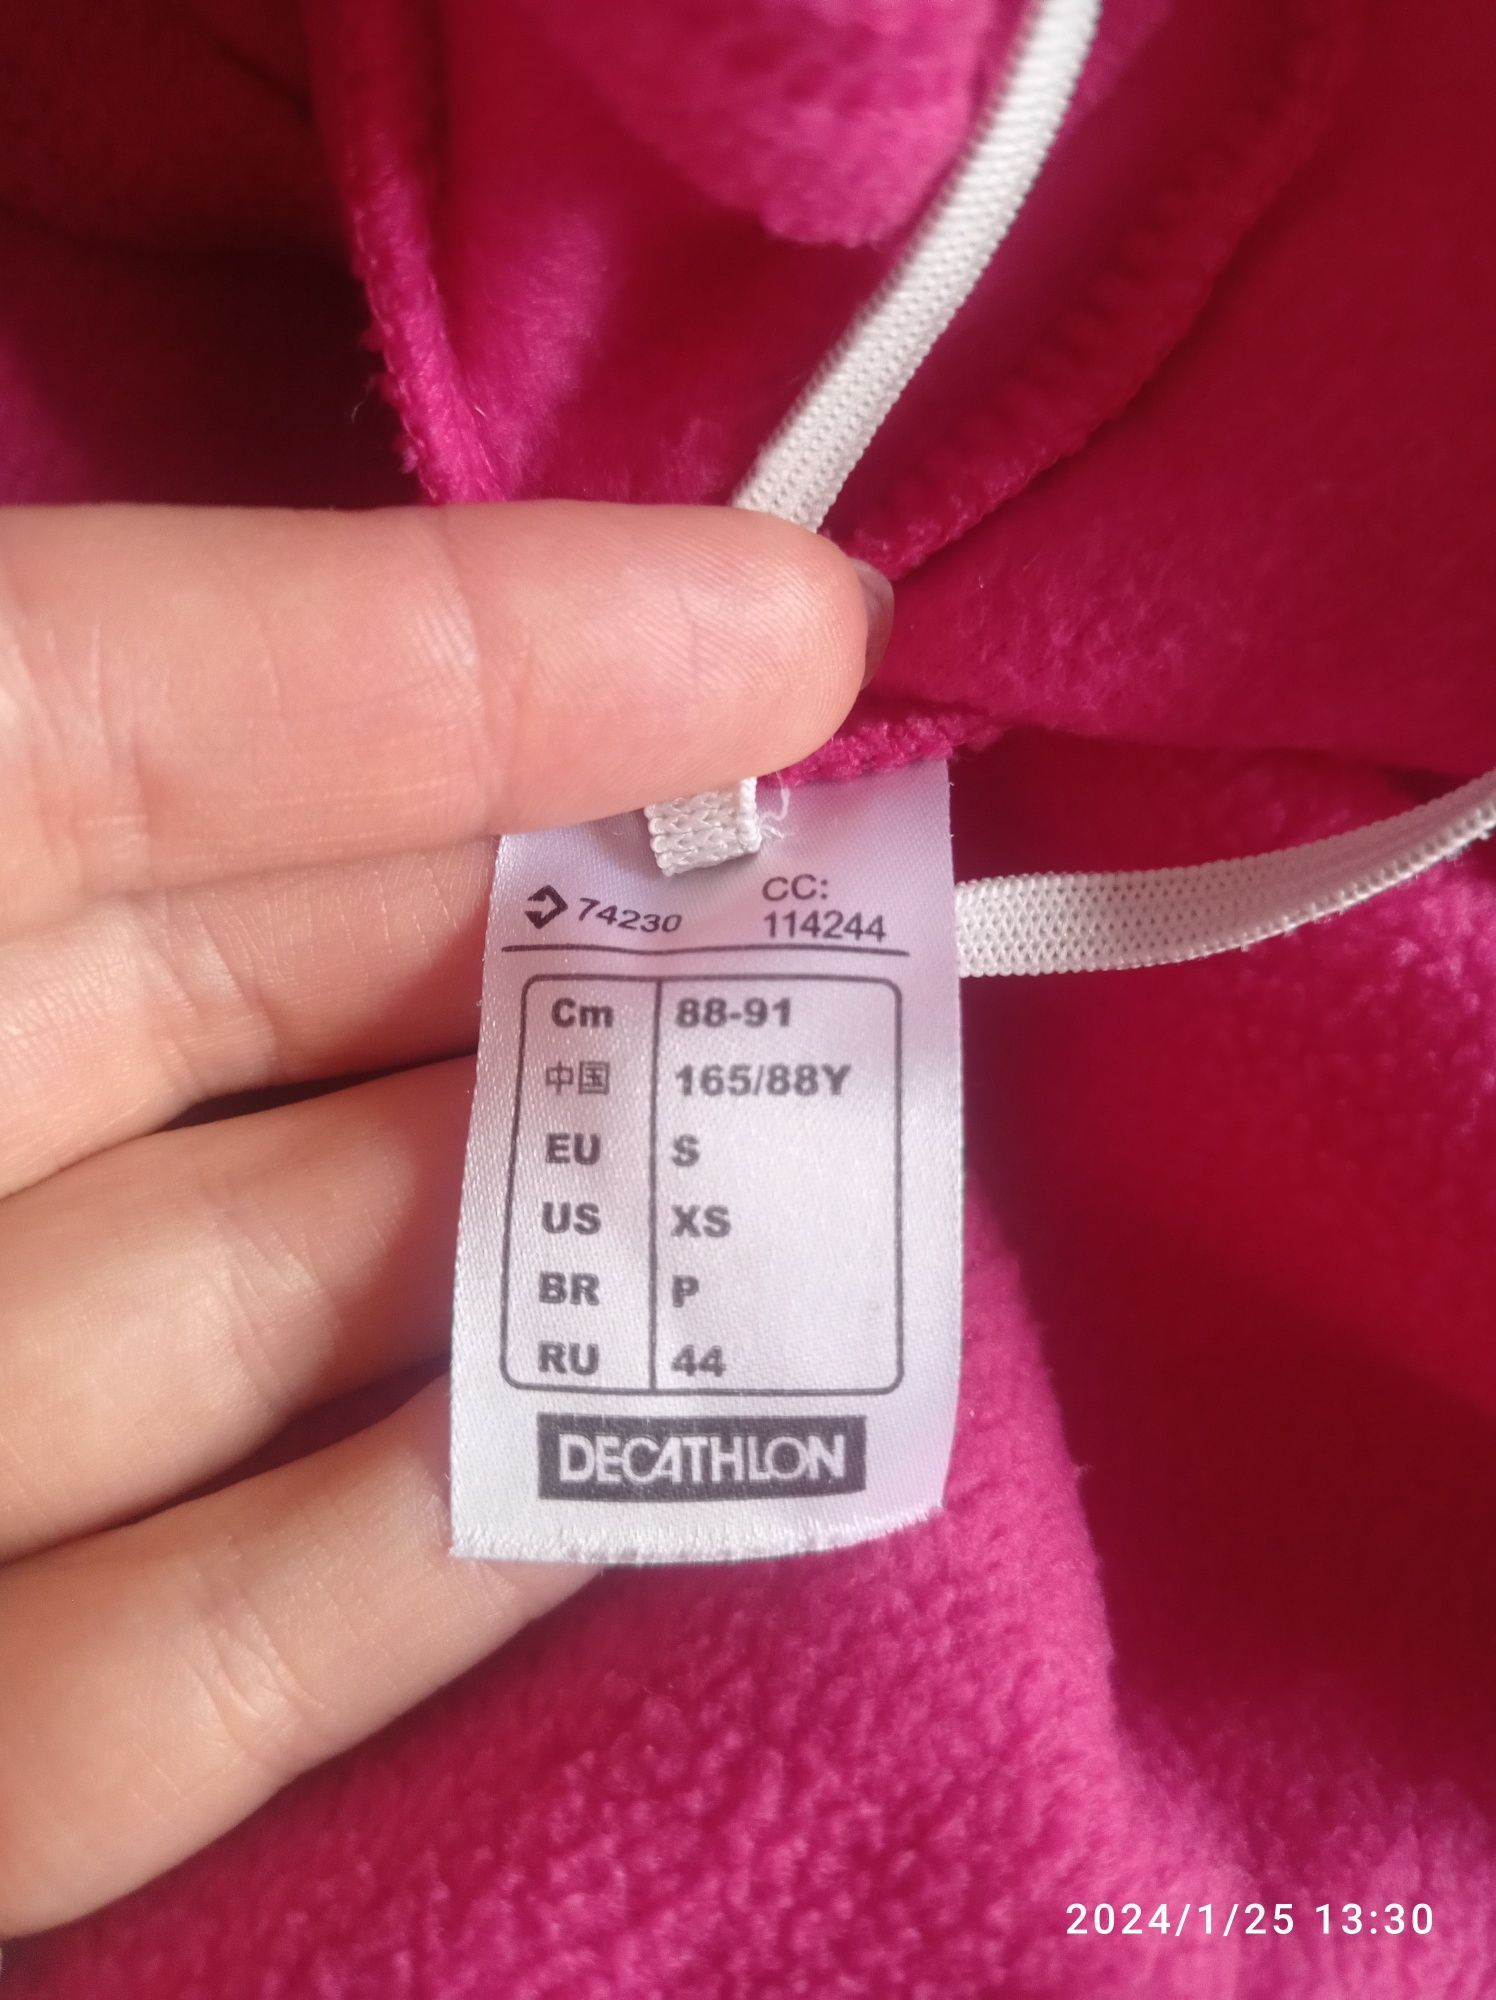 74230
CC:
114244
Cm 88-91
中国 165/88Y
EU S
US XS
BR P
RU 44
DECATHLON
2024/1/25 13:30